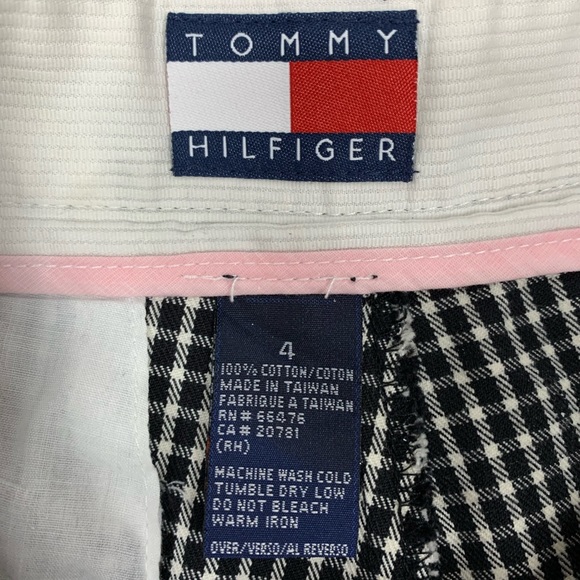 TOMMY
HILFIGER
4
100% COTTON/COTON
MADE IN TAIWAN
FABRIQUE A TAIWAN
RN# 66476
CA# 20781
(RH)
MACHINE WASH COLD
TUMBLE DRY LOW
DO NOT BLEACH
WARM IRON
OVER/VERSO/AL REVERSO